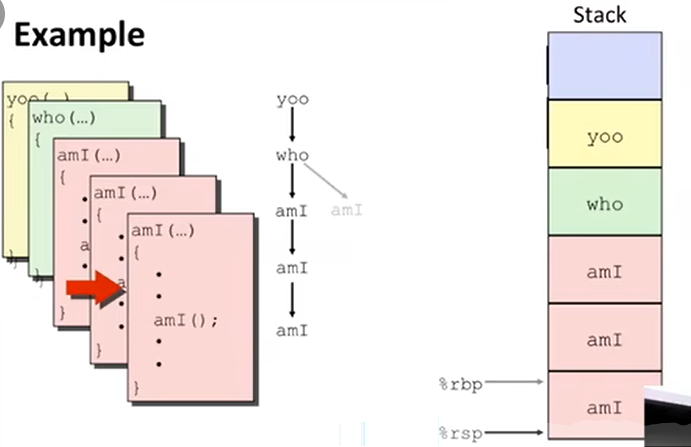 Example
Stack
yoo(…)
{
}
who(…)
{
}
amI(…)
{
•
•
a
•
}
amI(…)
{
•
a
•
•
}
amI(…)
{
•
•
amI();
•
•
}
yoo
who
amI amI
amI
amI
yoo
who
amI
amI
amI
%rbp
%rsp